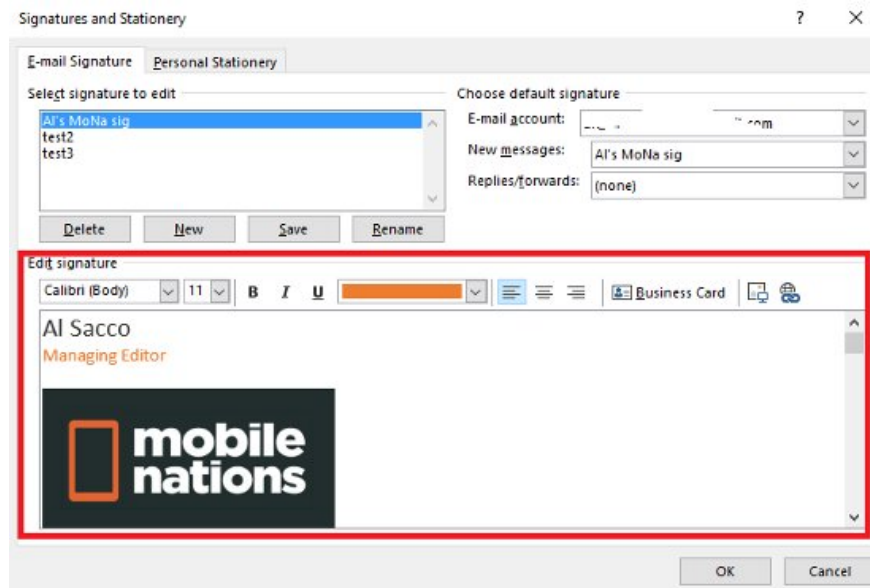 Signatures and Stationery
E-mail Signature Personal Stationery
Select signature to edit
Al's MoNa sig
test2
test3
Delete New Save Rename
Choose default signature
E-mail account: com
New messages: Al's MoNa sig
Replies/forwards: (none)
Edit signature
Calibri (Body) 11 B I U Business Card
Al Sacco
Managing Editor
mobile
nations
OK Cancel